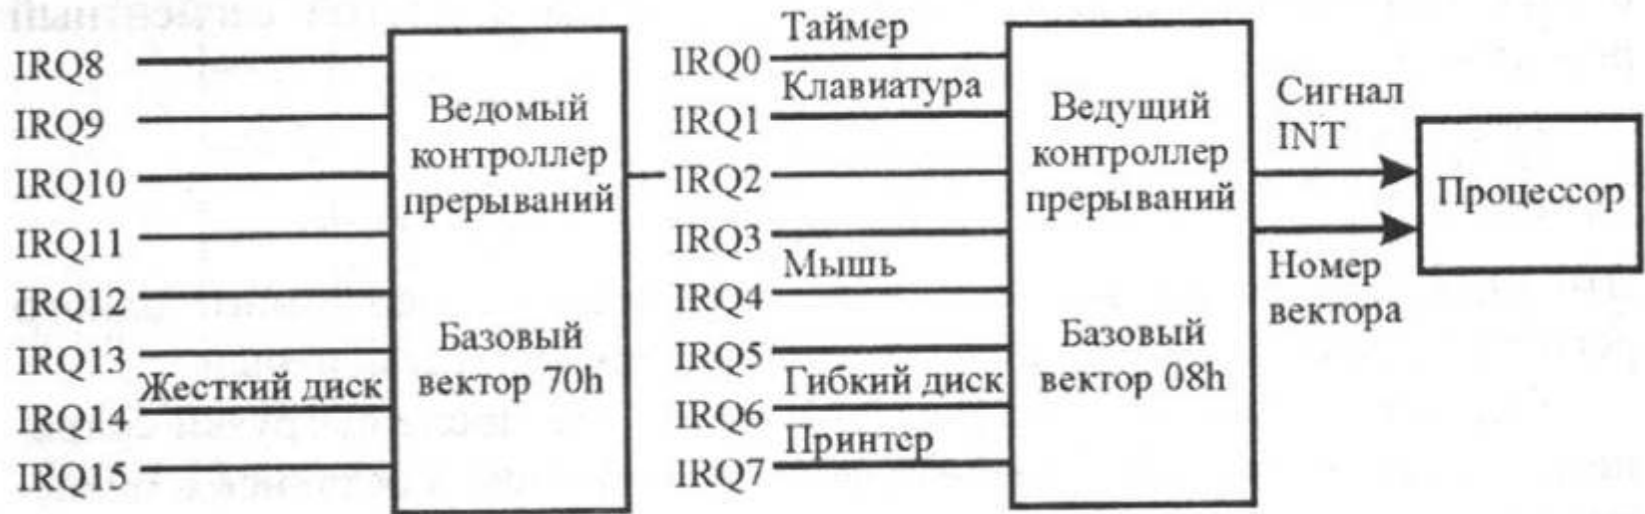 IRQ8
IRQ9
IRQ10
IRQ11
IRQ12
IRQ13
Жесткий диск
IRQ14
IRQ15
Ведомый
контроллер
прерываний
Базовый
вектор 70h
Таймер
IRQ0
Клавиатура
IRQ1
IRQ2
IRQ3
Мышь
IRQ4
IRQ5
Гибкий диск
IRQ6
Принтер
IRQ7
Ведущий
контроллер
прерываний
Базовый
вектор 08h
Сигнал
INT
Номер
вектора
Процессор